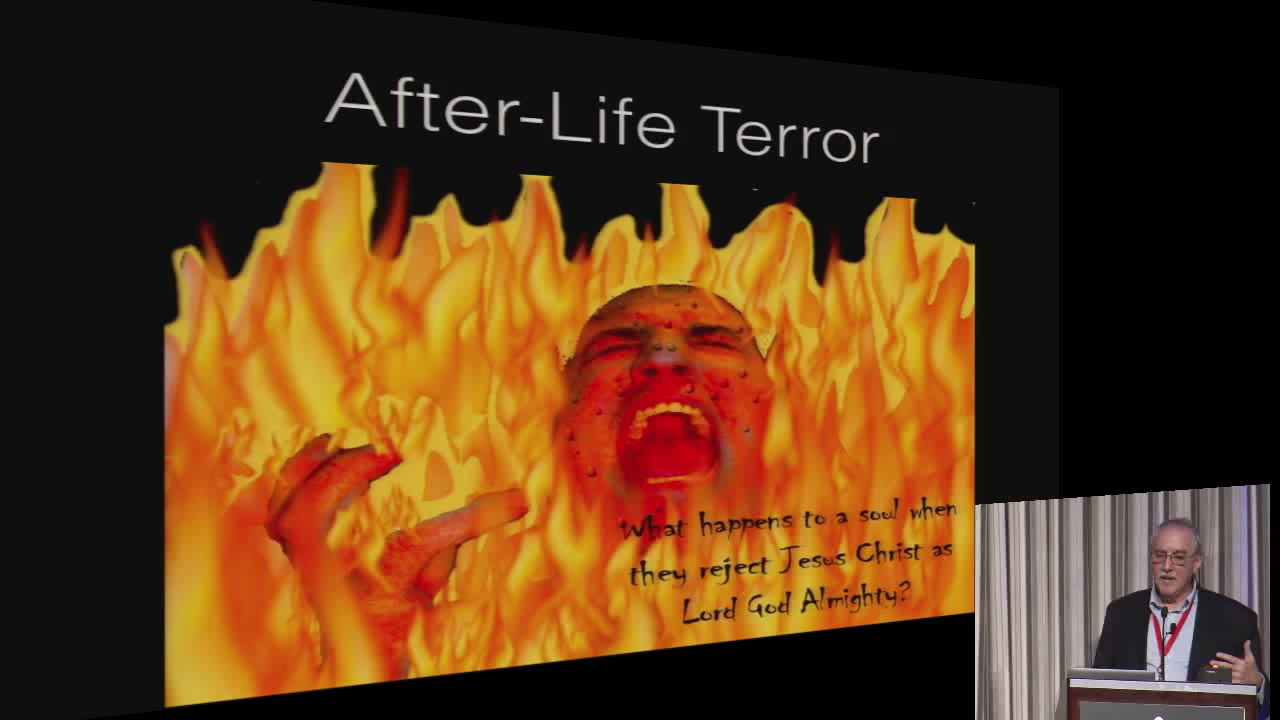 After-Life Terror
What happens to a soul when
they reject Jesus Christ as
Lord God Almighty?